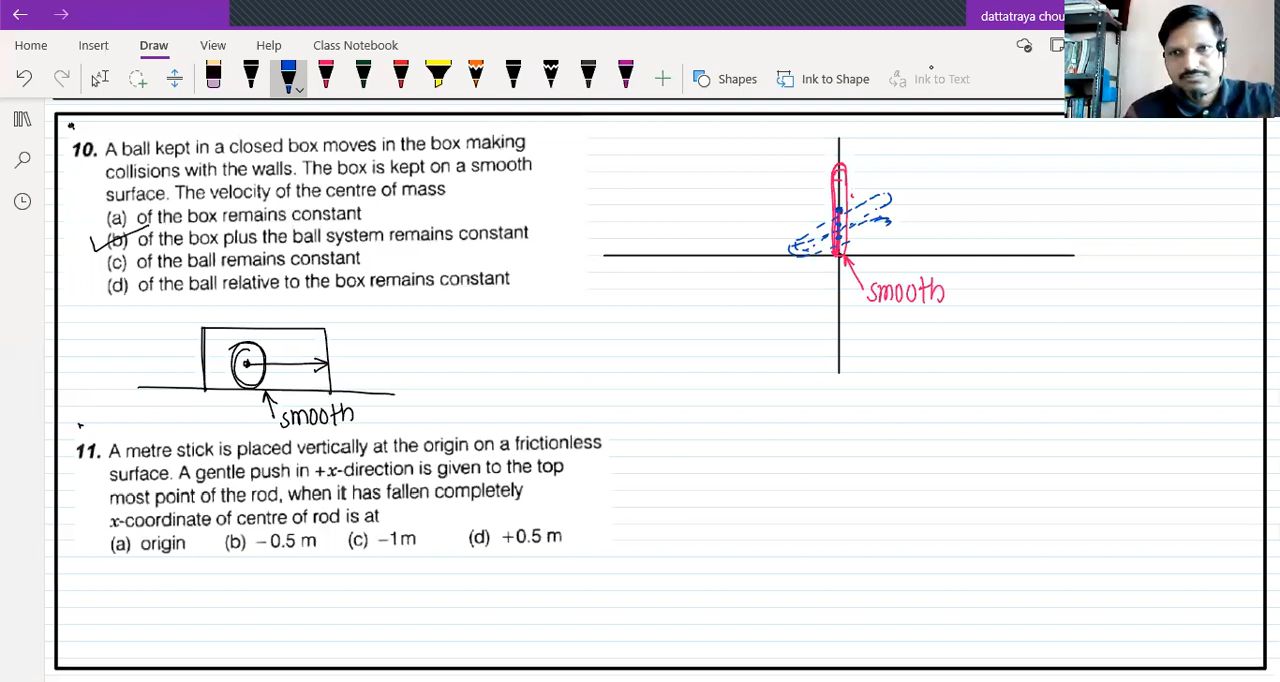 dattatraya chou
Home Insert Draw View Help Class Notebook
Shapes Ink to Shape Ink to Text
10. A ball kept in a closed box moves in the box making
collisions with the walls. The box is kept on a smooth
surface. The velocity of the centre of mass
(a) of the box remains constant
(b) of the box plus the ball system remains constant
(c) of the ball remains constant
(d) of the ball relative to the box remains constant
smooth
smooth
11. A metre stick is placed vertically at the origin on a frictionless
surface. A gentle push in +x-direction is given to the top
most point of the rod, when it has fallen completely
x-coordinate of centre of rod is at
(a) origin (b) – 0.5 m (c) –1m (d) +0.5 m